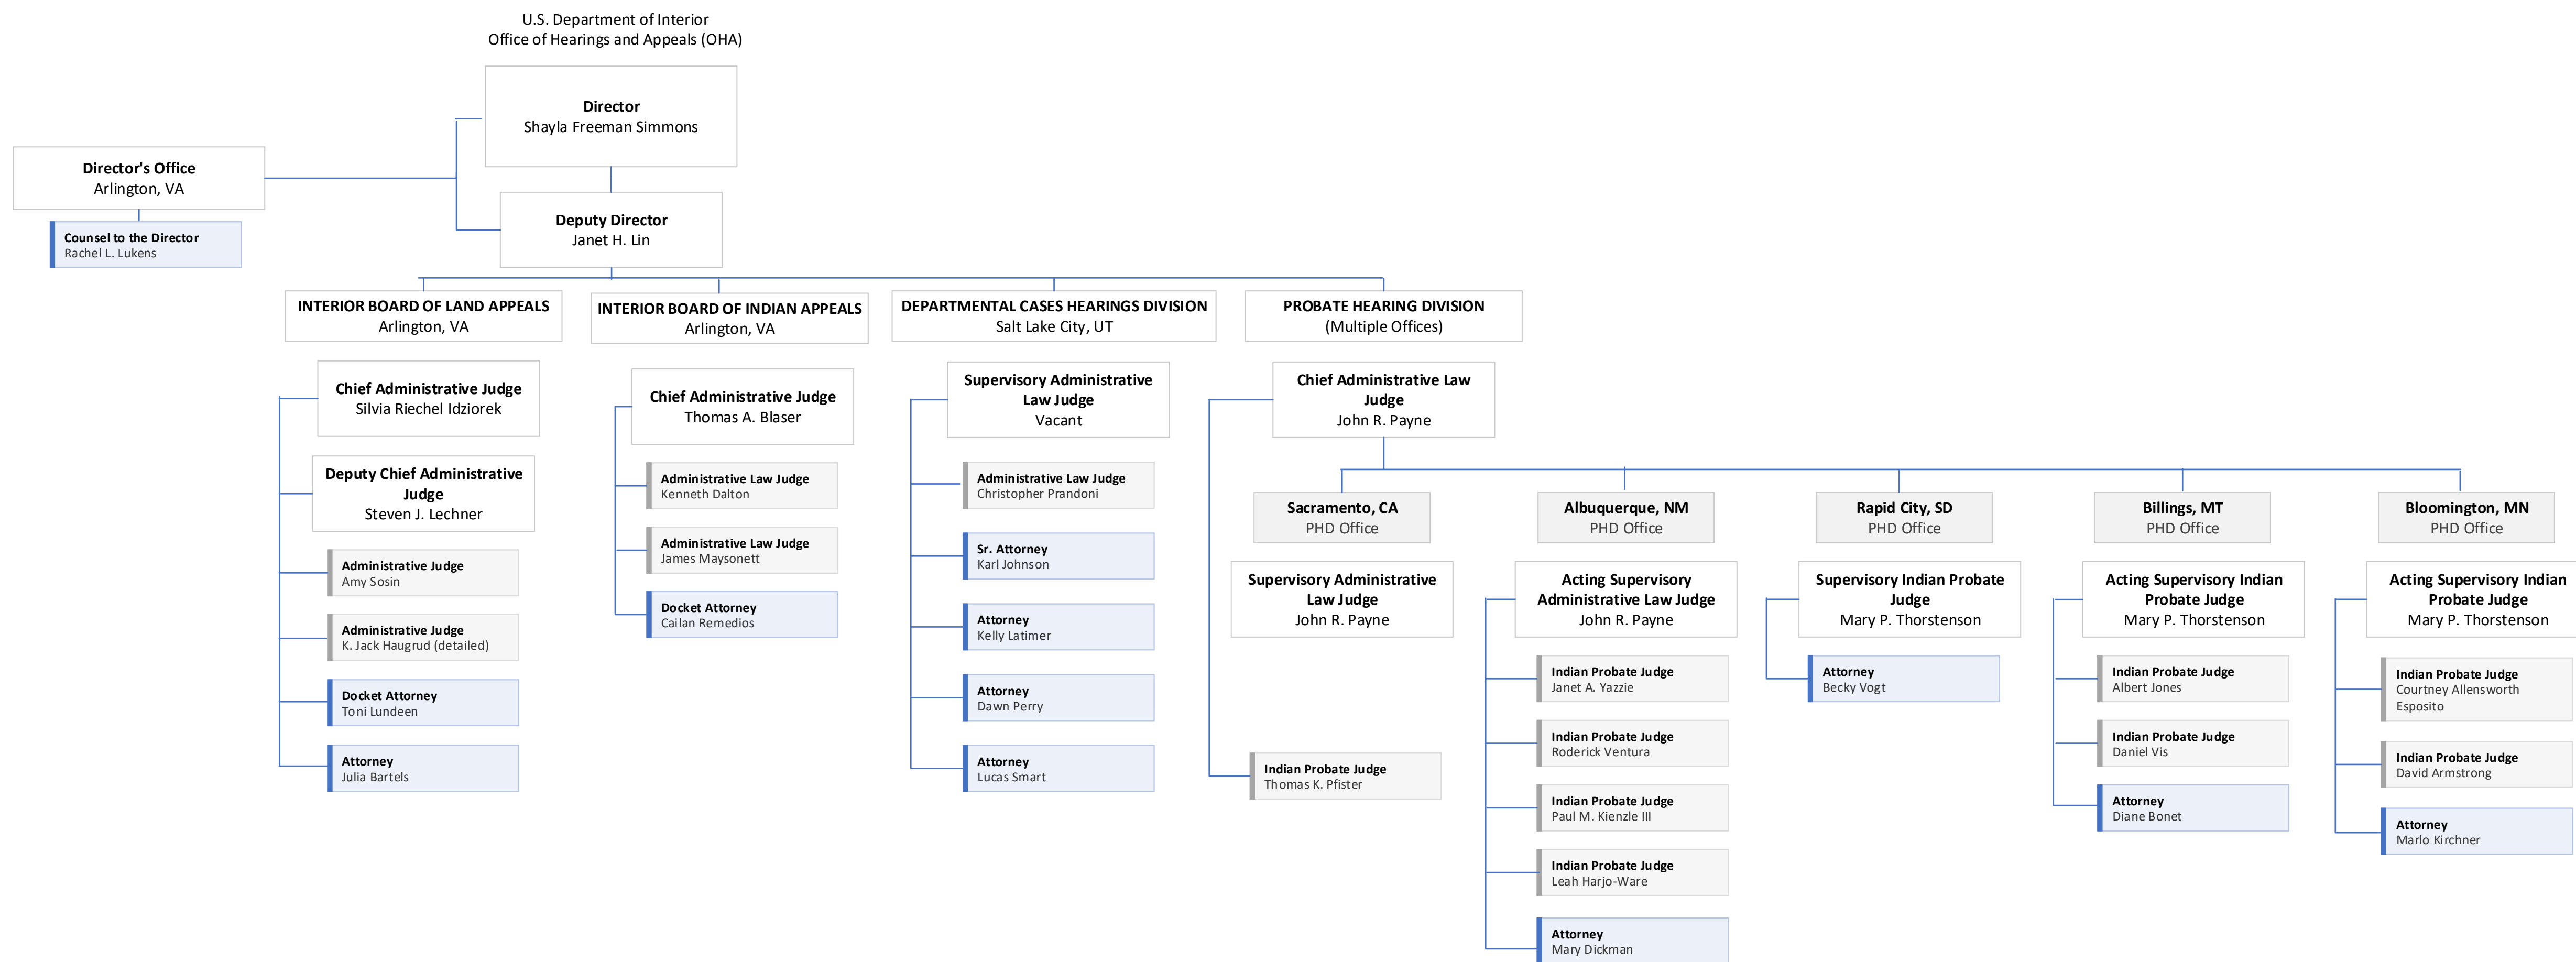 U.S. Department of Interior
Office of Hearings and Appeals (OHA)
Director
Shayla Freeman Simmons
Director's Office
Arlington, VA
Counsel to the Director
Rachel L. Lukens
Deputy Director
Janet H. Lin
INTERIOR BOARD OF LAND APPEALS
Arlington, VA
Chief Administrative Judge
Silvia Riechel Idziorek
Deputy Chief Administrative
Judge
Steven J. Lechner
Administrative Judge
Amy Sosin
Administrative Judge
K. Jack Haugrud (detailed)
Docket Attorney
Toni Lundeen
Attorney
Julia Bartels
INTERIOR BOARD OF INDIAN APPEALS
Arlington, VA
Chief Administrative Judge
Thomas A. Blaser
Administrative Law Judge
Kenneth Dalton
Administrative Law Judge
James Maysonett
Docket Attorney
Cailan Remedios
DEPARTMENTAL CASES HEARINGS DIVISION
Salt Lake City, UT
Supervisory Administrative
Law Judge
Vacant
Administrative Law Judge
Christopher Prandoni
Sr. Attorney
Karl Johnson
Attorney
Kelly Latimer
Attorney
Dawn Perry
Attorney
Lucas Smart
PROBATE HEARING DIVISION
(Multiple Offices)
Chief Administrative Law
Judge
John R. Payne
Sacramento, CA
PHD Office
Supervisory Administrative
Law Judge
John R. Payne
Indian Probate Judge
Thomas K. Pfister
Albuquerque, NM
PHD Office
Acting Supervisory
Administrative Law Judge
John R. Payne
Indian Probate Judge
Janet A. Yazzie
Indian Probate Judge
Roderick Ventura
Indian Probate Judge
Paul M. Kienzle III
Indian Probate Judge
Leah Harjo-Ware
Attorney
Mary Dickman
Rapid City, SD
PHD Office
Supervisory Indian Probate
Judge
Mary P. Thorstenson
Attorney
Becky Vogt
Billings, MT
PHD Office
Acting Supervisory Indian
Probate Judge
Mary P. Thorstenson
Indian Probate Judge
Albert Jones
Indian Probate Judge
Daniel Vis
Attorney
Diane Bonet
Bloomington, MN
PHD Office
Acting Supervisory Indian
Probate Judge
Mary P. Thorstenson
Indian Probate Judge
Courtney Allensworth
Esposito
Indian Probate Judge
David Armstrong
Attorney
Marlo Kirchner